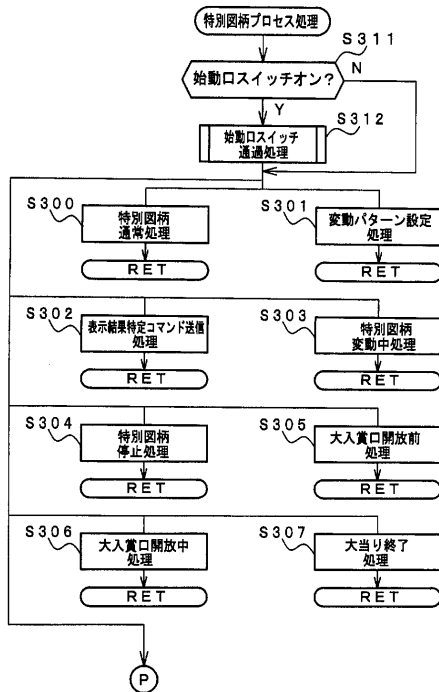 特別図柄プロセス処理
S311
始動口スイッチオン？
N
Y
S312
始動口スイッチ
通過処理
S300
特別図柄
通常処理
RET
S301
変動パターン設定
処理
RET
S302
表示結果特定コマンド送信
処理
RET
S303
特別図柄
変動中処理
RET
S304
特別図柄
停止処理
RET
S305
大入賞口開放前
処理
RET
S306
大入賞口開放中
処理
RET
S307
大当り終了
処理
RET
P